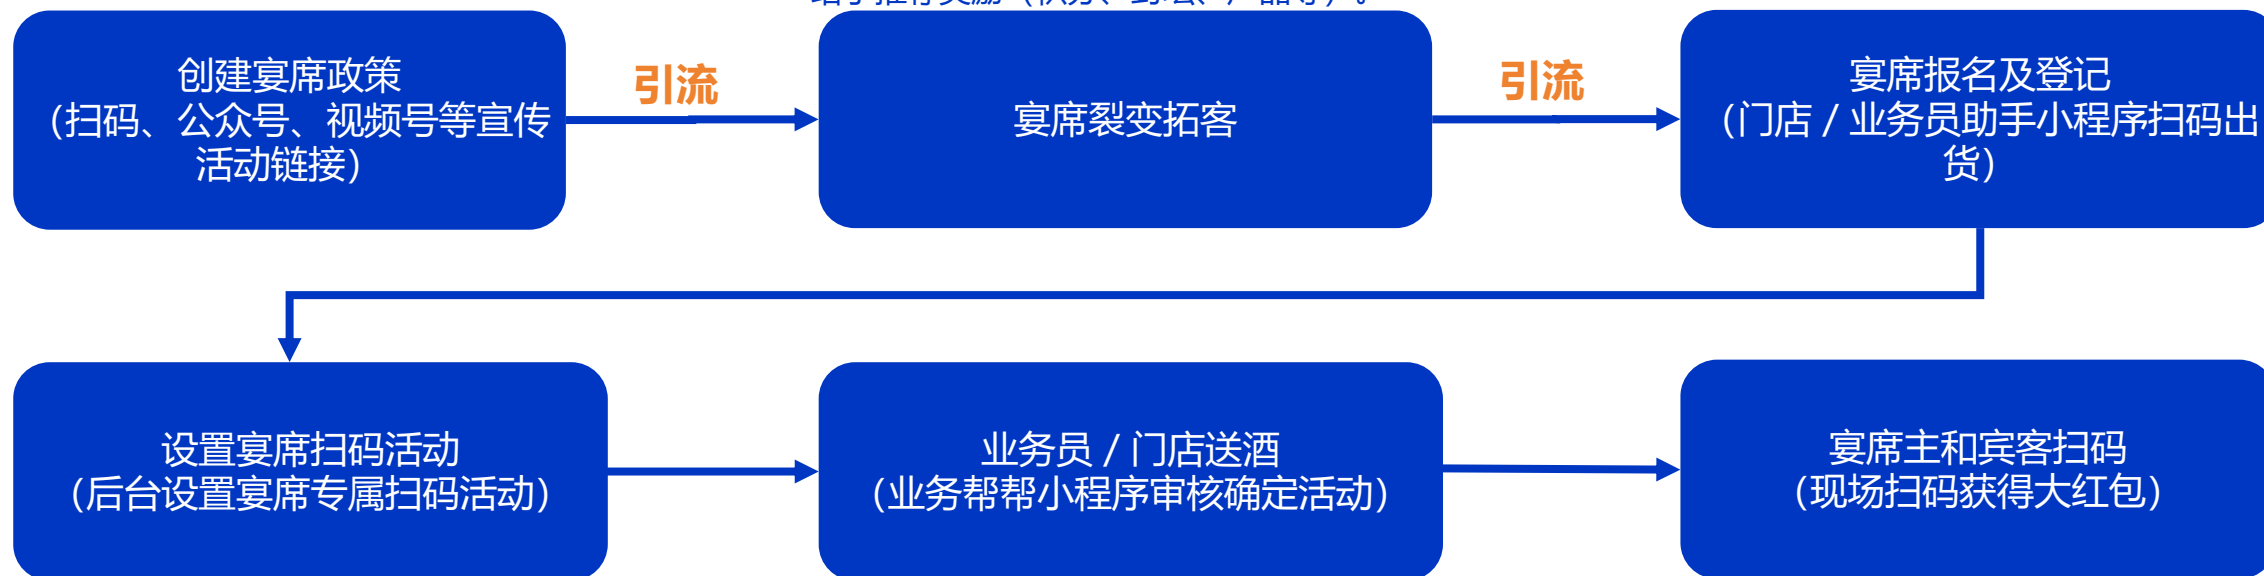 创建宴席政策
（扫码、公众号、视频号等宣传
活动链接）
引流
宴席裂变拓客
引流
宴席报名及登记
（门店 / 业务员助手小程序扫码出
货）
设置宴席扫码活动
（后台设置宴席专属扫码活动）
业务员 / 门店送酒
（业务帮帮小程序审核确定活动）
宴席主和宾客扫码
（现场扫码获得大红包）